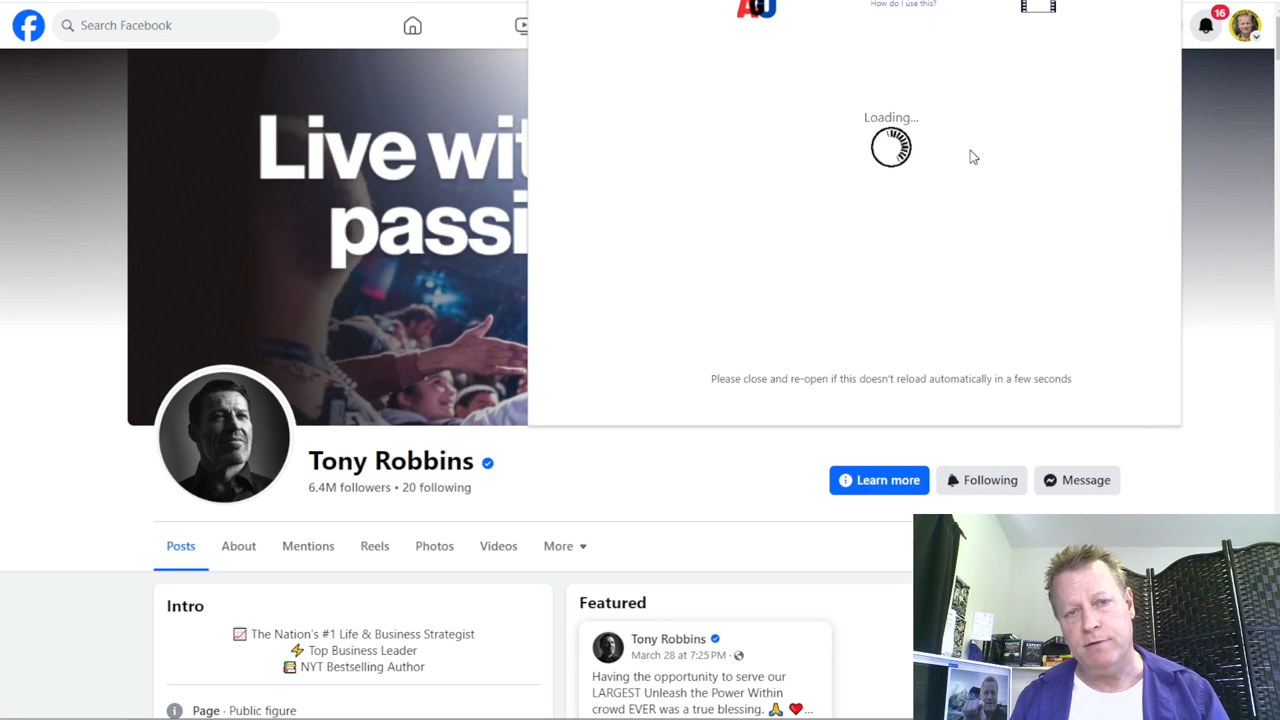 Search Facebook
AGU
How do I use this?
16
Live wit
passi
Loading...
Please close and re-open if this doesn't reload automatically in a few seconds
Tony Robbins
6.4M followers • 20 following
Learn more
Following
Message
Posts
About
Mentions
Reels
Photos
Videos
More
Intro
📈 The Nation's #1 Life & Business Strategist
⚡ Top Business Leader
📚 NYT Bestselling Author
Page · Public figure
Featured
Tony Robbins
March 28 at 7:25 PM ·
Having the opportunity to serve our
LARGEST Unleash the Power Within
crowd EVER was a true blessing. 🙏 ❤️...
TRAFFIC
EXPERT